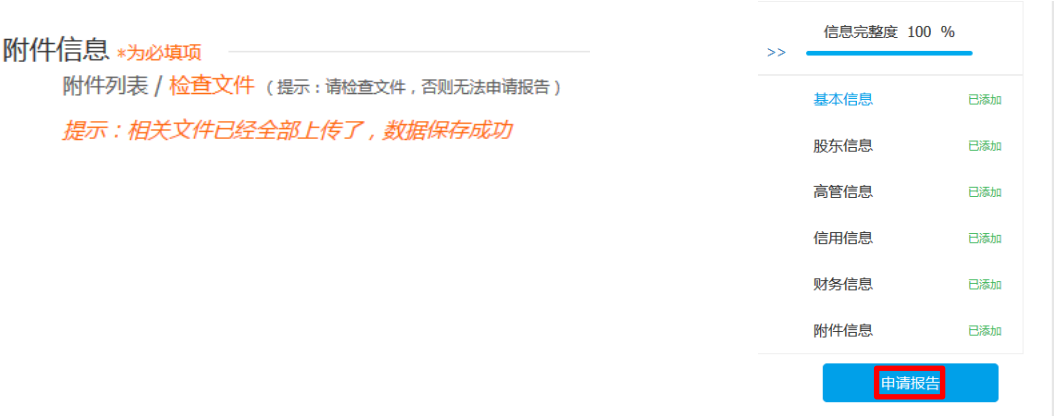 附件信息 *为必填项
附件列表 / 检查文件 （提示：请检查文件，否则无法申请报告）
提示：相关文件已经全部上传了，数据保存成功
信息完整度 100 %
>>
基本信息 已添加
股东信息 已添加
高管信息 已添加
信用信息 已添加
财务信息 已添加
附件信息 已添加
申请报告